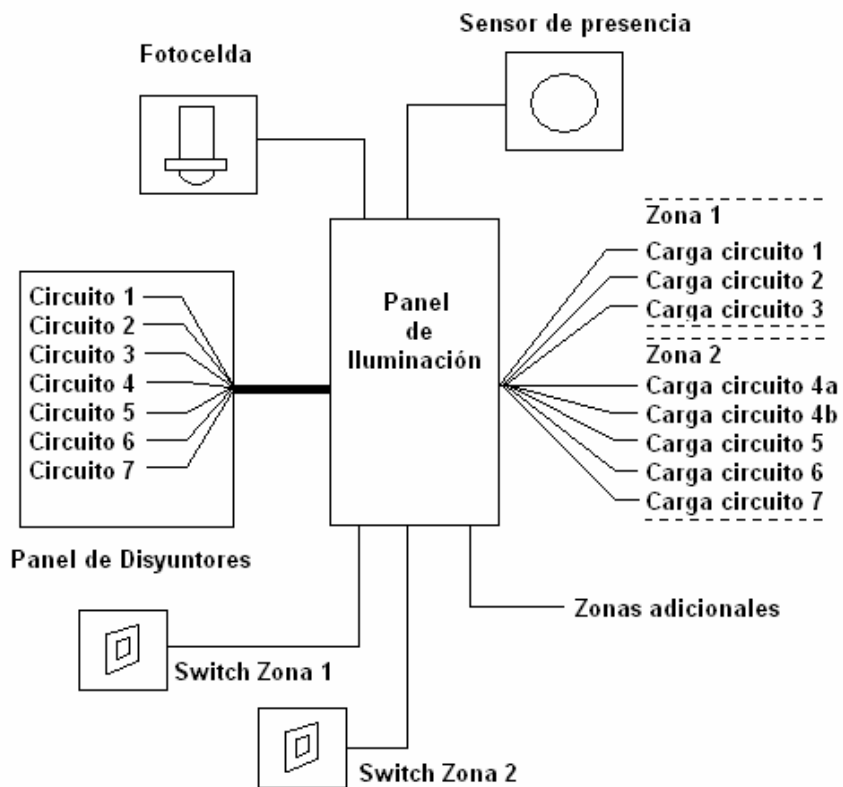 Sensor de presencia
Fotocelda
Zona 1
Carga circuito 1
Carga circuito 2
Carga circuito 3
Zona 2
Carga circuito 4a
Carga circuito 4b
Carga circuito 5
Carga circuito 6
Carga circuito 7
Panel
de
Iluminación
Circuito 1
Circuito 2
Circuito 3
Circuito 4
Circuito 5
Circuito 6
Circuito 7
Panel de Disyuntores
Zonas adicionales
Switch Zona 1
Switch Zona 2